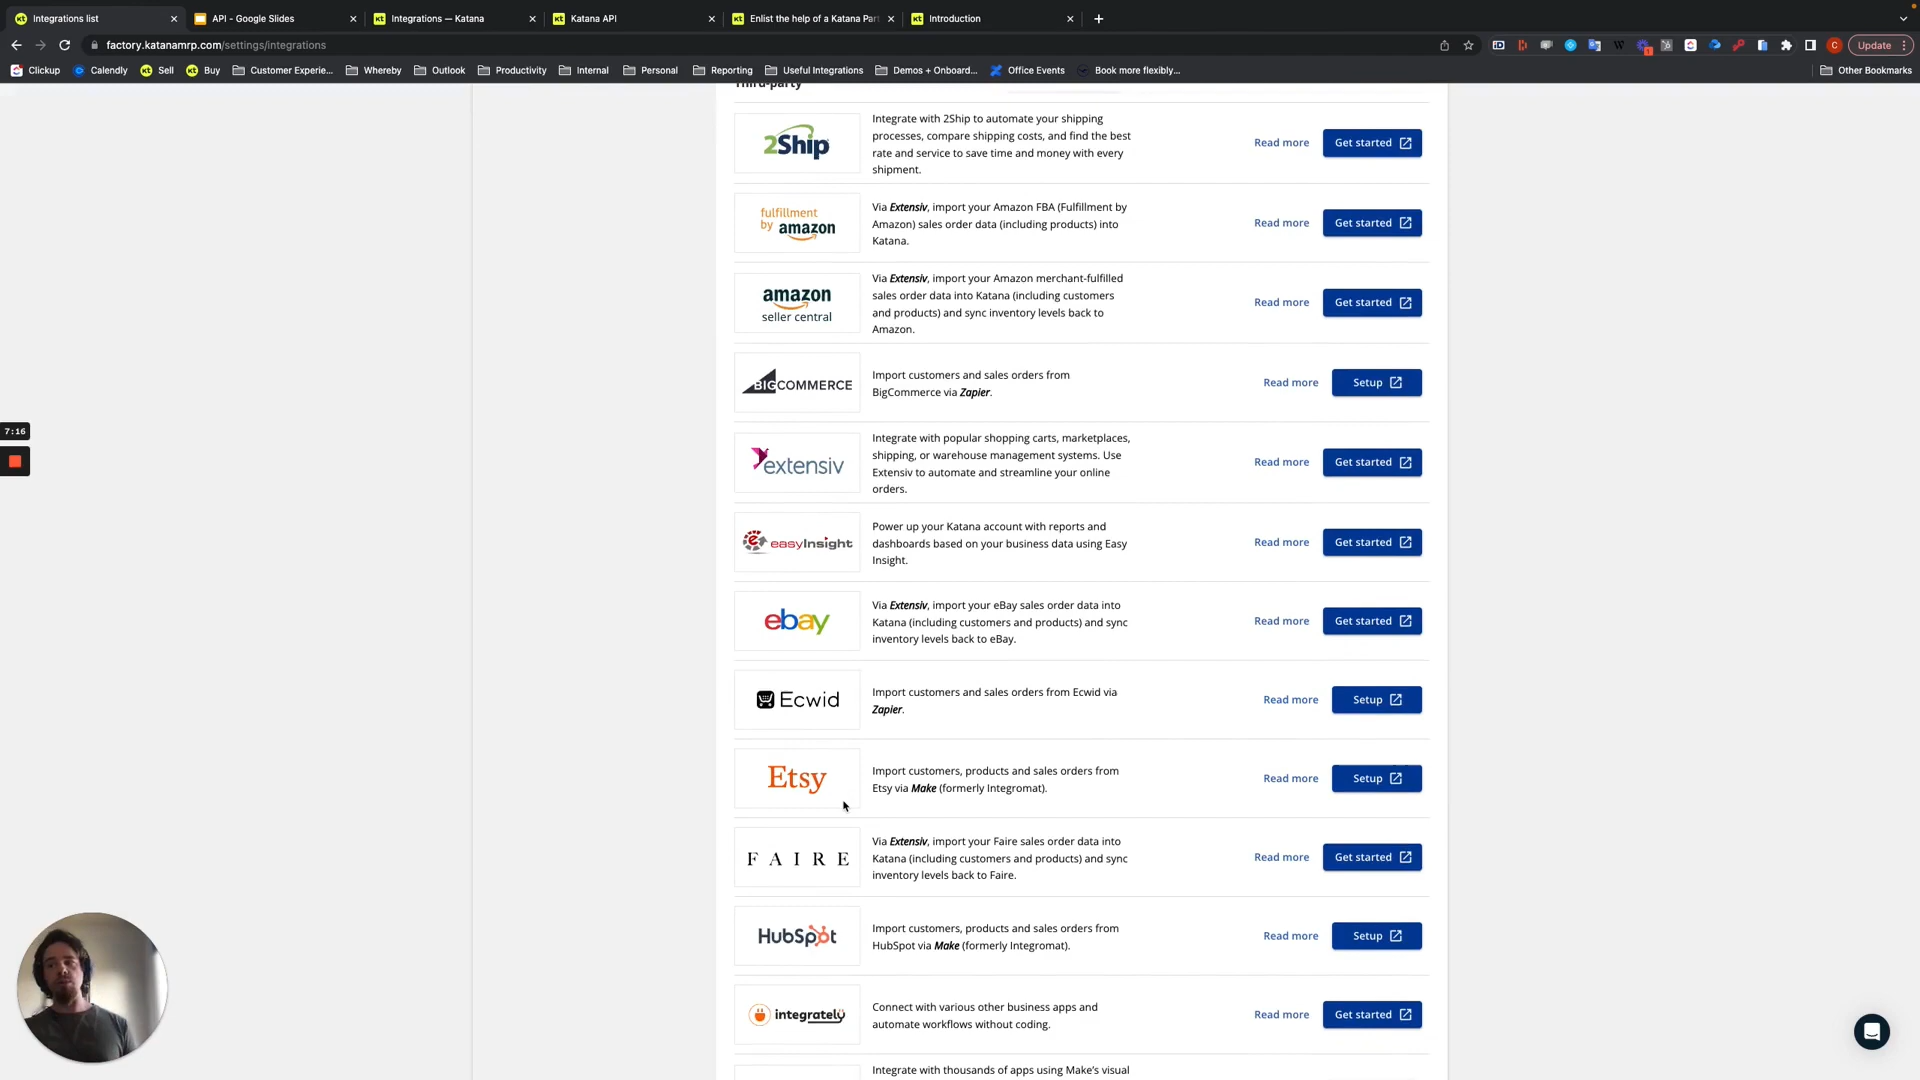 Integrations list
API - Google Slides
Integrations — Katana
Katana API
Enlist the help of a Katana Par
Introduction
factory.katanamrp.com/settings/integrations
Update
Clickup
Calendly
Sell
Buy
Customer Experie...
Whereby
Outlook
Productivity
Internal
Personal
Reporting
Useful Integrations
Demos + Onboard...
Office Events
Book more flexibly...
Other Bookmarks
Third-party
2Ship
Integrate with 2Ship to automate your shipping
processes, compare shipping costs, and find the best
rate and service to save time and money with every
shipment.
Read more
Get started
fulfillment
by amazon
Via Extensiv, import your Amazon FBA (Fulfillment by
Amazon) sales order data (including products) into
Katana.
Read more
Get started
amazon
seller central
Via Extensiv, import your Amazon merchant-fulfilled
sales order data into Katana (including customers
and products) and sync inventory levels back to
Amazon.
Read more
Get started
BIGCOMMERCE
Import customers and sales orders from
BigCommerce via Zapier.
Read more
Setup
7:16
extensiv
Integrate with popular shopping carts, marketplaces,
shipping, or warehouse management systems. Use
Extensiv to automate and streamline your online
orders.
Read more
Get started
easyInsight
Power up your Katana account with reports and
dashboards based on your business data using Easy
Insight.
Read more
Get started
ebay
Via Extensiv, import your eBay sales order data into
Katana (including customers and products) and sync
inventory levels back to eBay.
Read more
Get started
Ecwid
Import customers and sales orders from Ecwid via
Zapier.
Read more
Setup
Etsy
Import customers, products and sales orders from
Etsy via Make (formerly Integromat).
Read more
Setup
FAIRE
Via Extensiv, import your Faire sales order data into
Katana (including customers and products) and sync
inventory levels back to Faire.
Read more
Get started
HubSpot
Import customers, products and sales orders from
HubSpot via Make (formerly Integromat).
Read more
Setup
integrately
Connect with various other business apps and
automate workflows without coding.
Read more
Get started
Integrate with thousands of apps using Make's visual